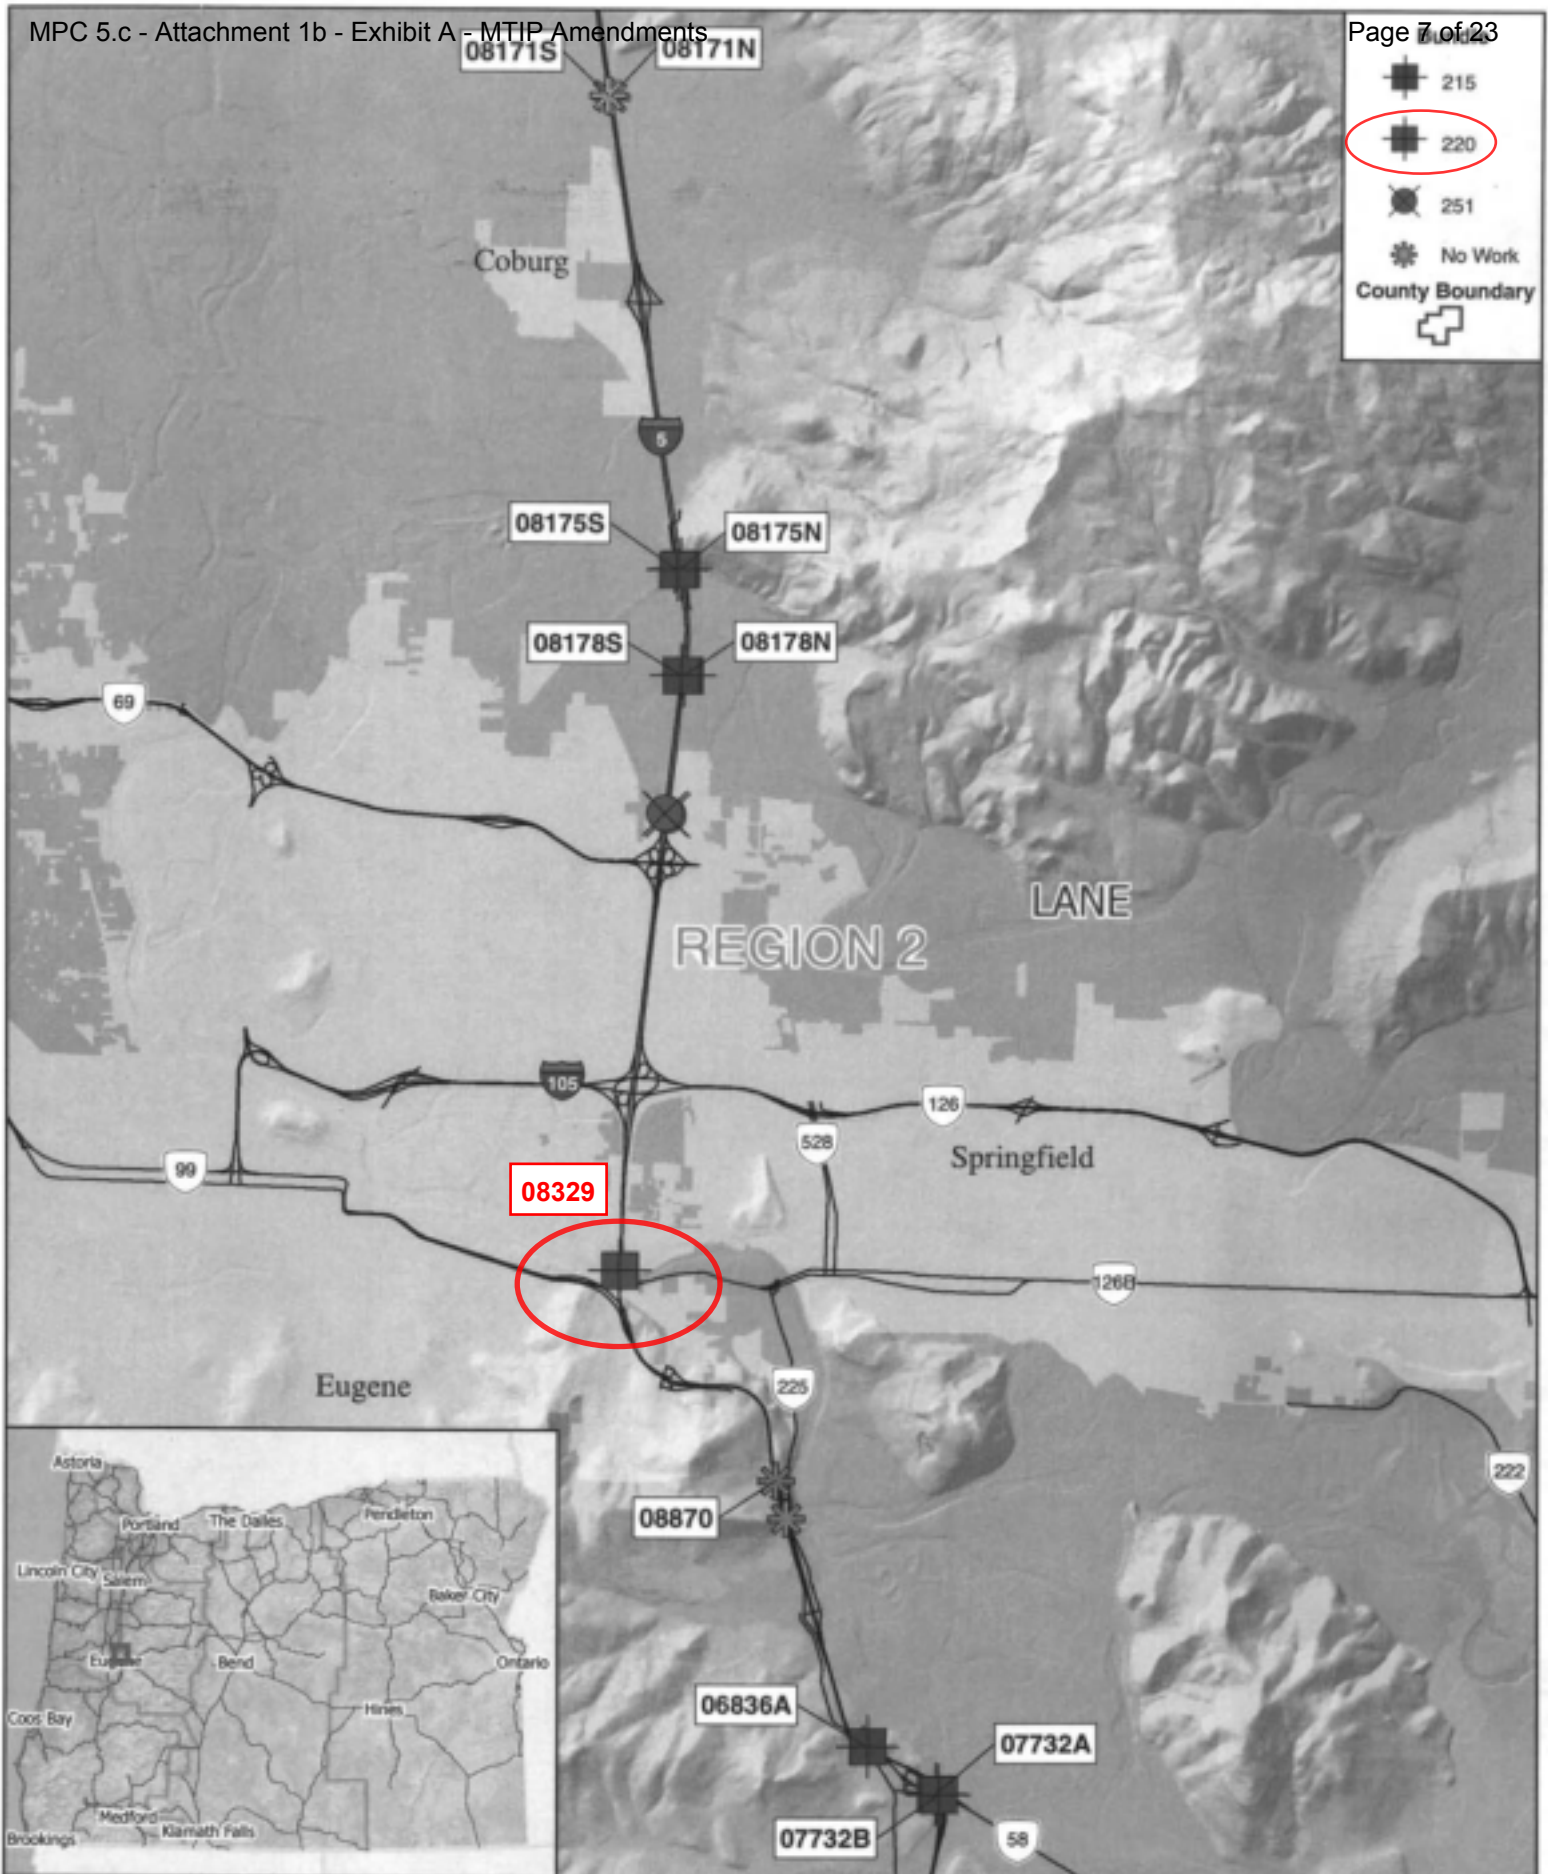 MPC 5.c - Attachment 1b - Exhibit A - MTIP Amendments
Page 7 of 23
Bundle
215
220
251
No Work
County Boundary
08171S
08171N
Coburg
5
08175S
08175N
08178S
08178N
69
LANE
REGION 2
105
126
528
Springfield
99
08329
126B
Eugene
225
222
08870
06836A
07732A
07732B
58
Astoria
Portland
The Dalles
Pendleton
Lincoln City
Salem
Baker City
Eugene
Bend
Ontario
Coos Bay
Hines
Medford
Klamath Falls
Brookings